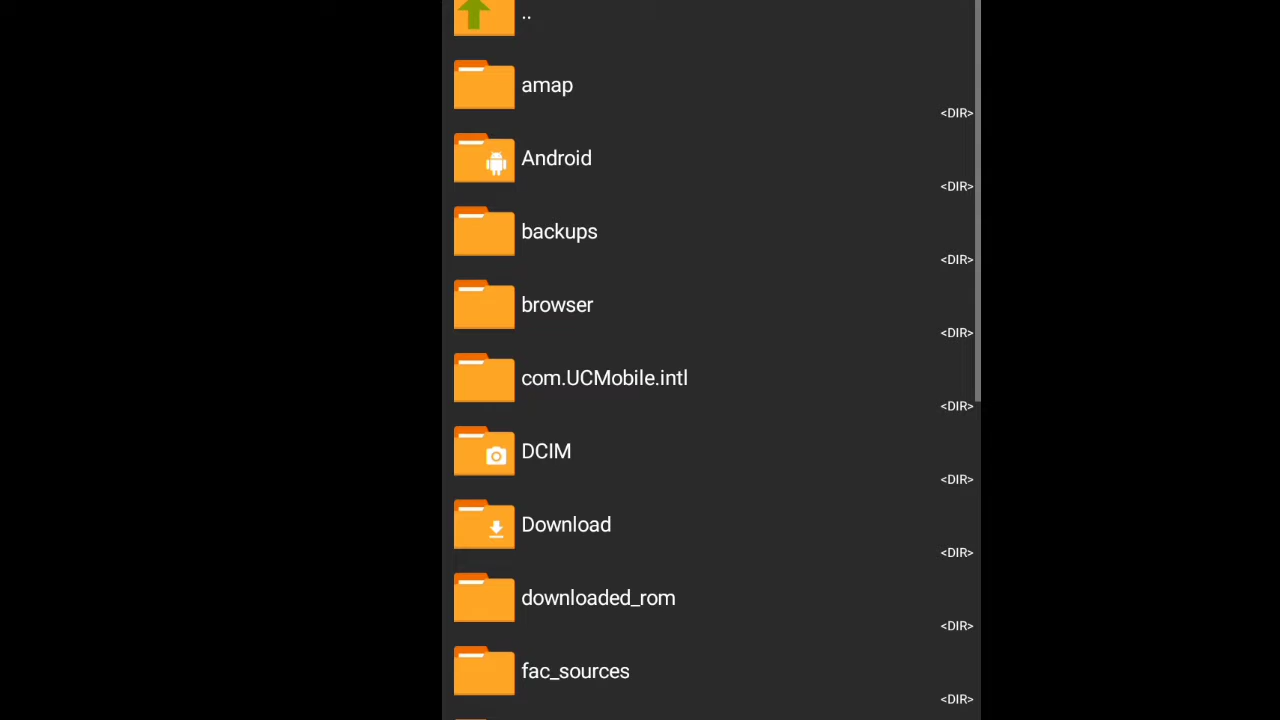 ..
amap
<DIR>
Android
<DIR>
backups
<DIR>
browser
<DIR>
com.UCMobile.intl
<DIR>
DCIM
<DIR>
Download
<DIR>
downloaded_rom
<DIR>
fac_sources
<DIR>